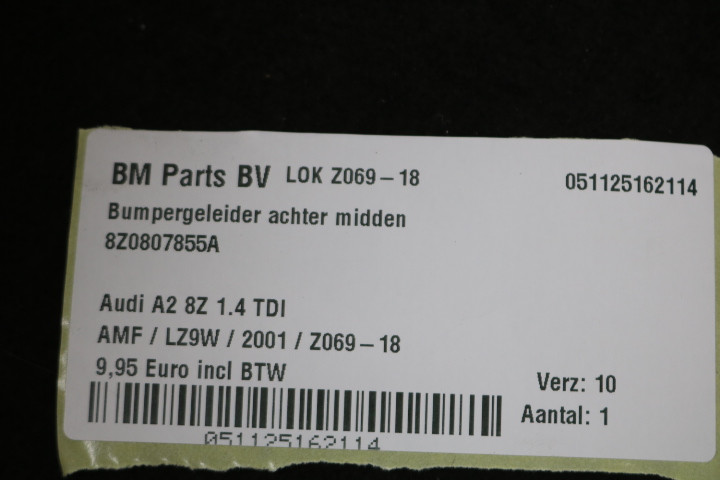 BM Parts BV LOK Z069-18 051125162114
Bumpergeleider achter midden
8Z0807855A
Audi A2 8Z 1.4 TDI
AMF / LZ9W / 2001 / Z069-18
9,95 Euro incl BTW
Verz: 10
Aantal: 1
051125162114